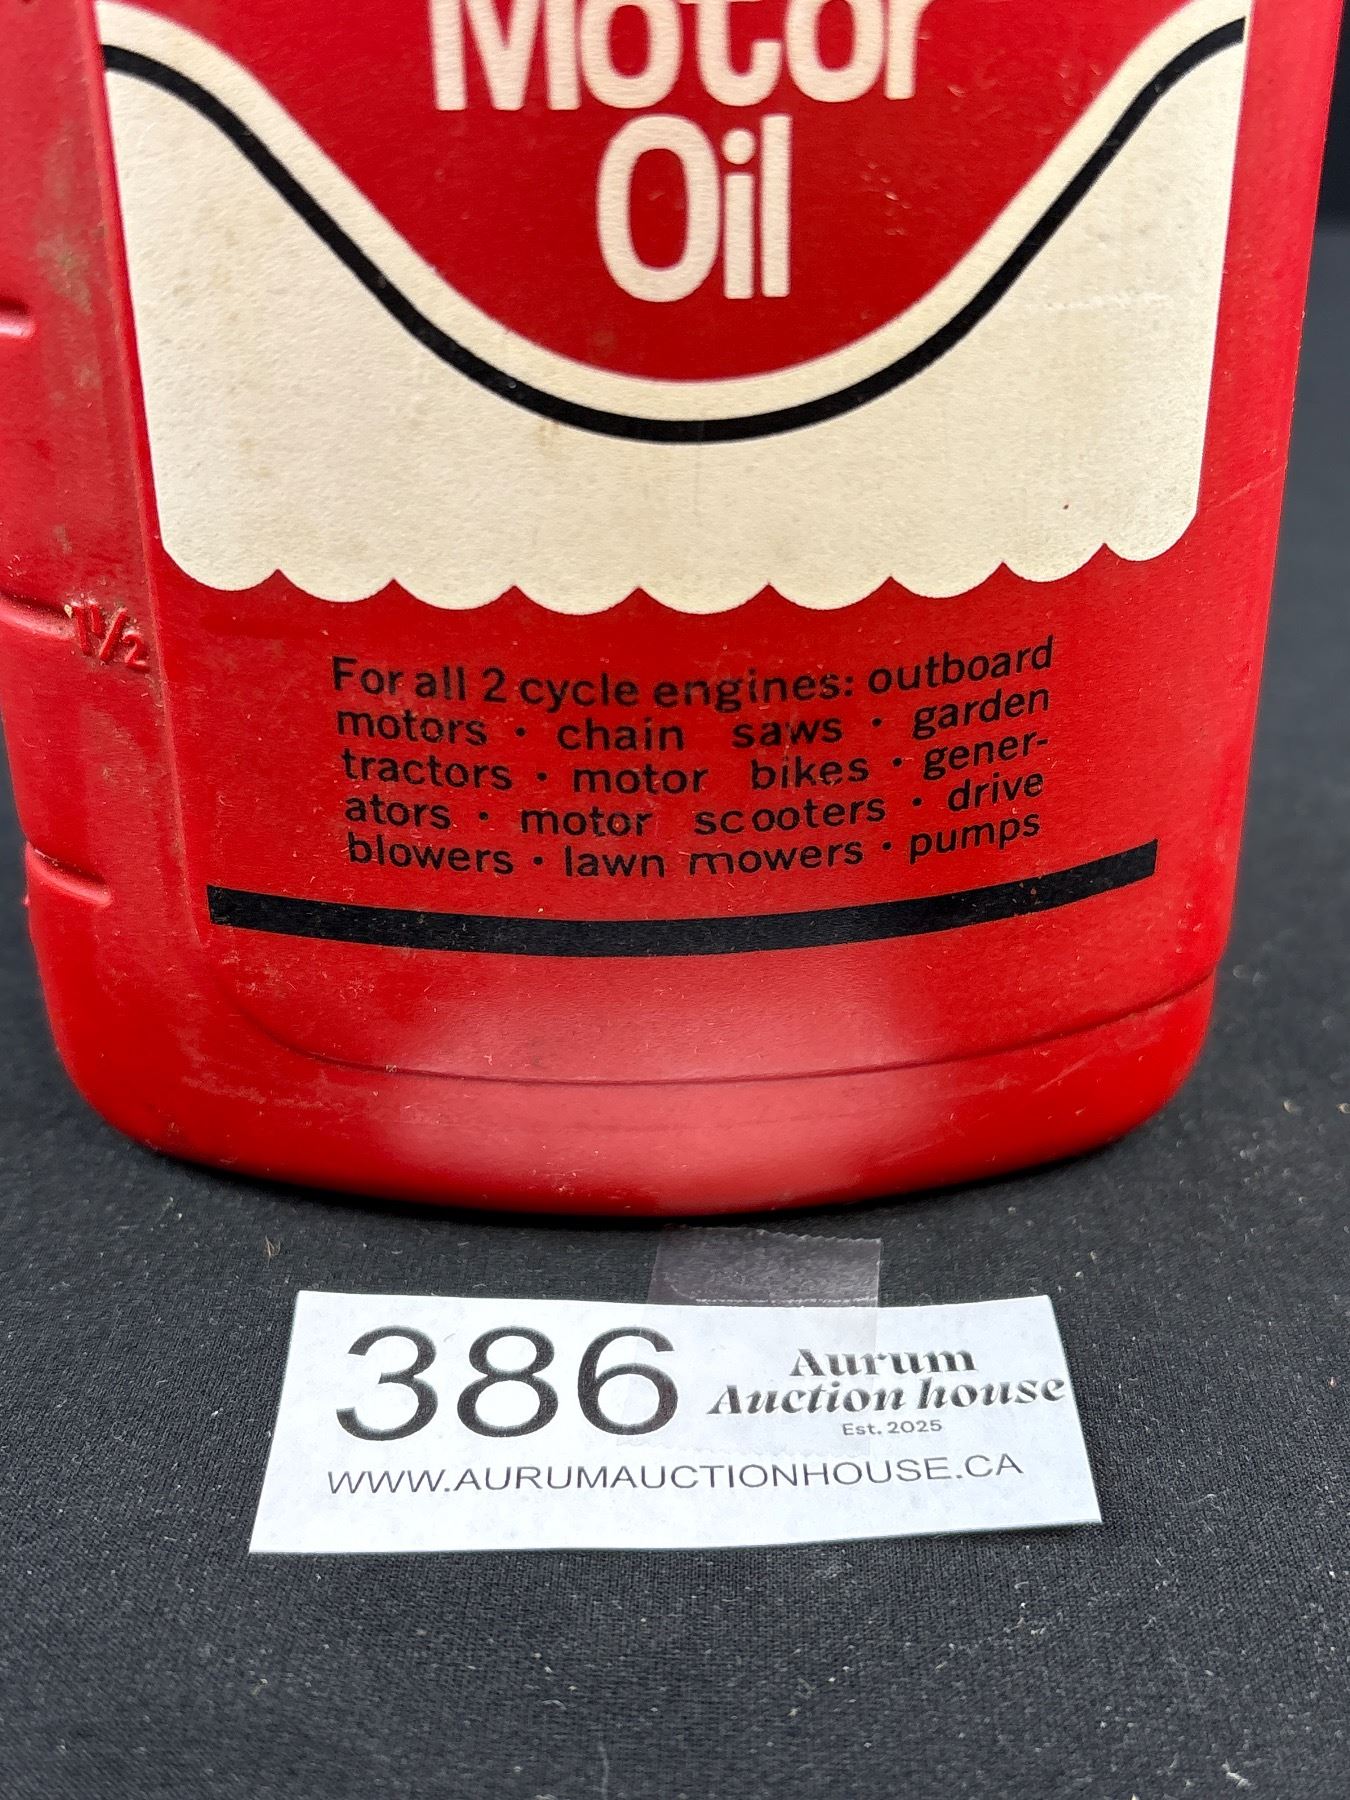 Motor
Oil
1 1/2
For all 2 cycle engines: outboard
motors • chain saws • garden
tractors • motor bikes • gener-
ators • motor scooters • drive
blowers • lawn mowers • pumps
386
Aurum
Auction house
Est. 2025
WWW.AURUMAUCTIONHOUSE.CA